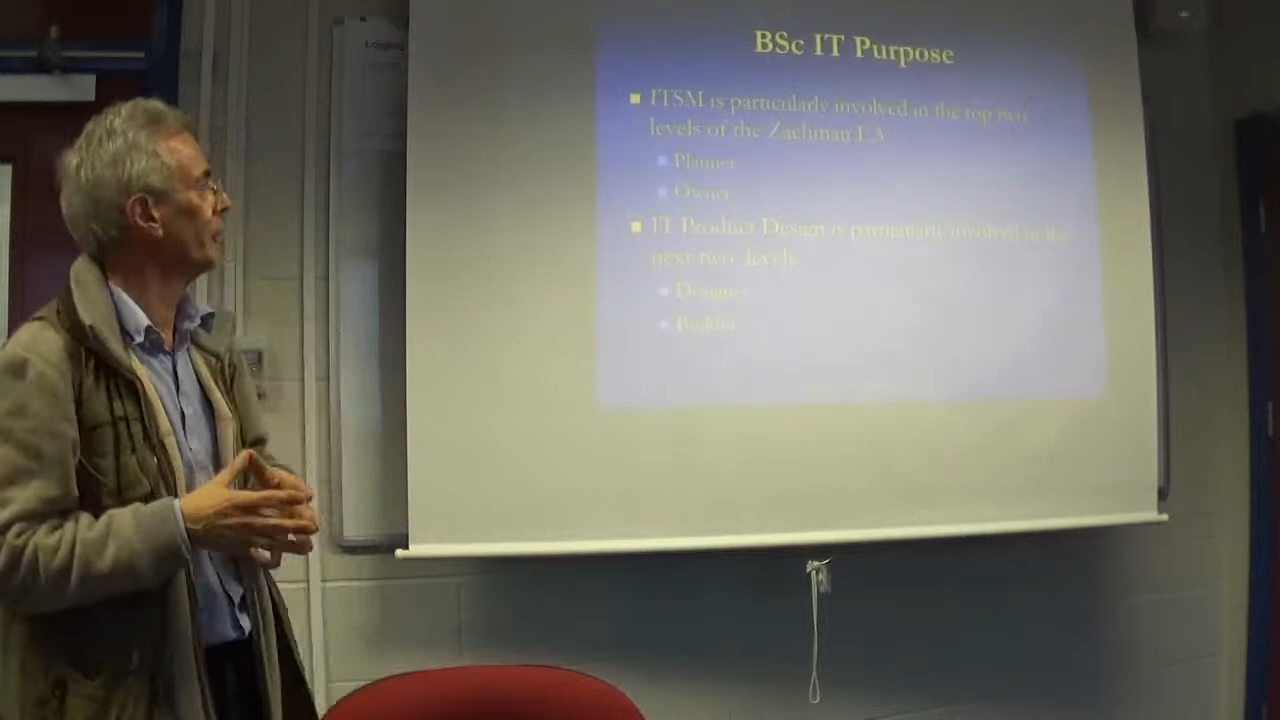 BSc IT Purpose
ITSM is particularly involved in the top two
levels of the Zachman EA
Planner
Owner
IT Product Design is particularly involved in the
next two levels
Designer
Builder